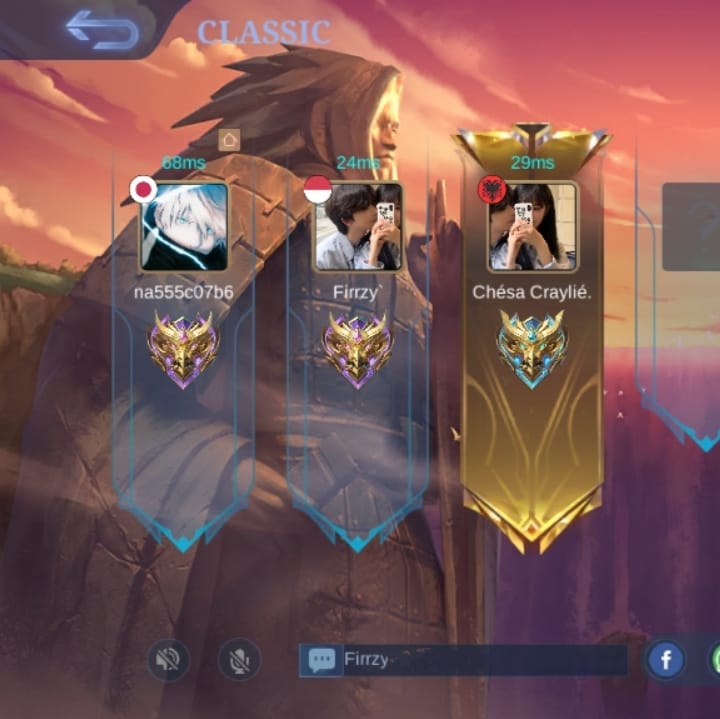 CLASSIC
68ms
24ms
29ms
na555c07b6
Firrzy`
Chésa Craylié.
Firrzy